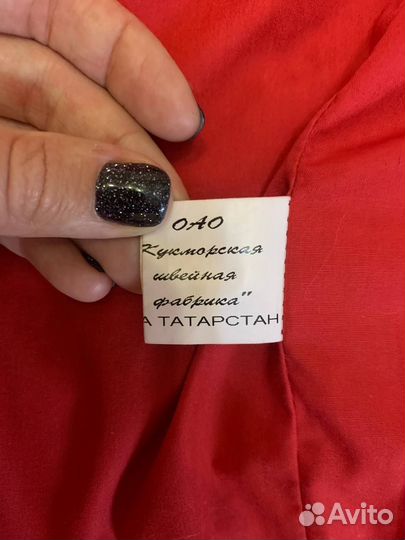 ОАО
Кукморская
швейная
фабрика"
А ТАТАРСТАН
Avito